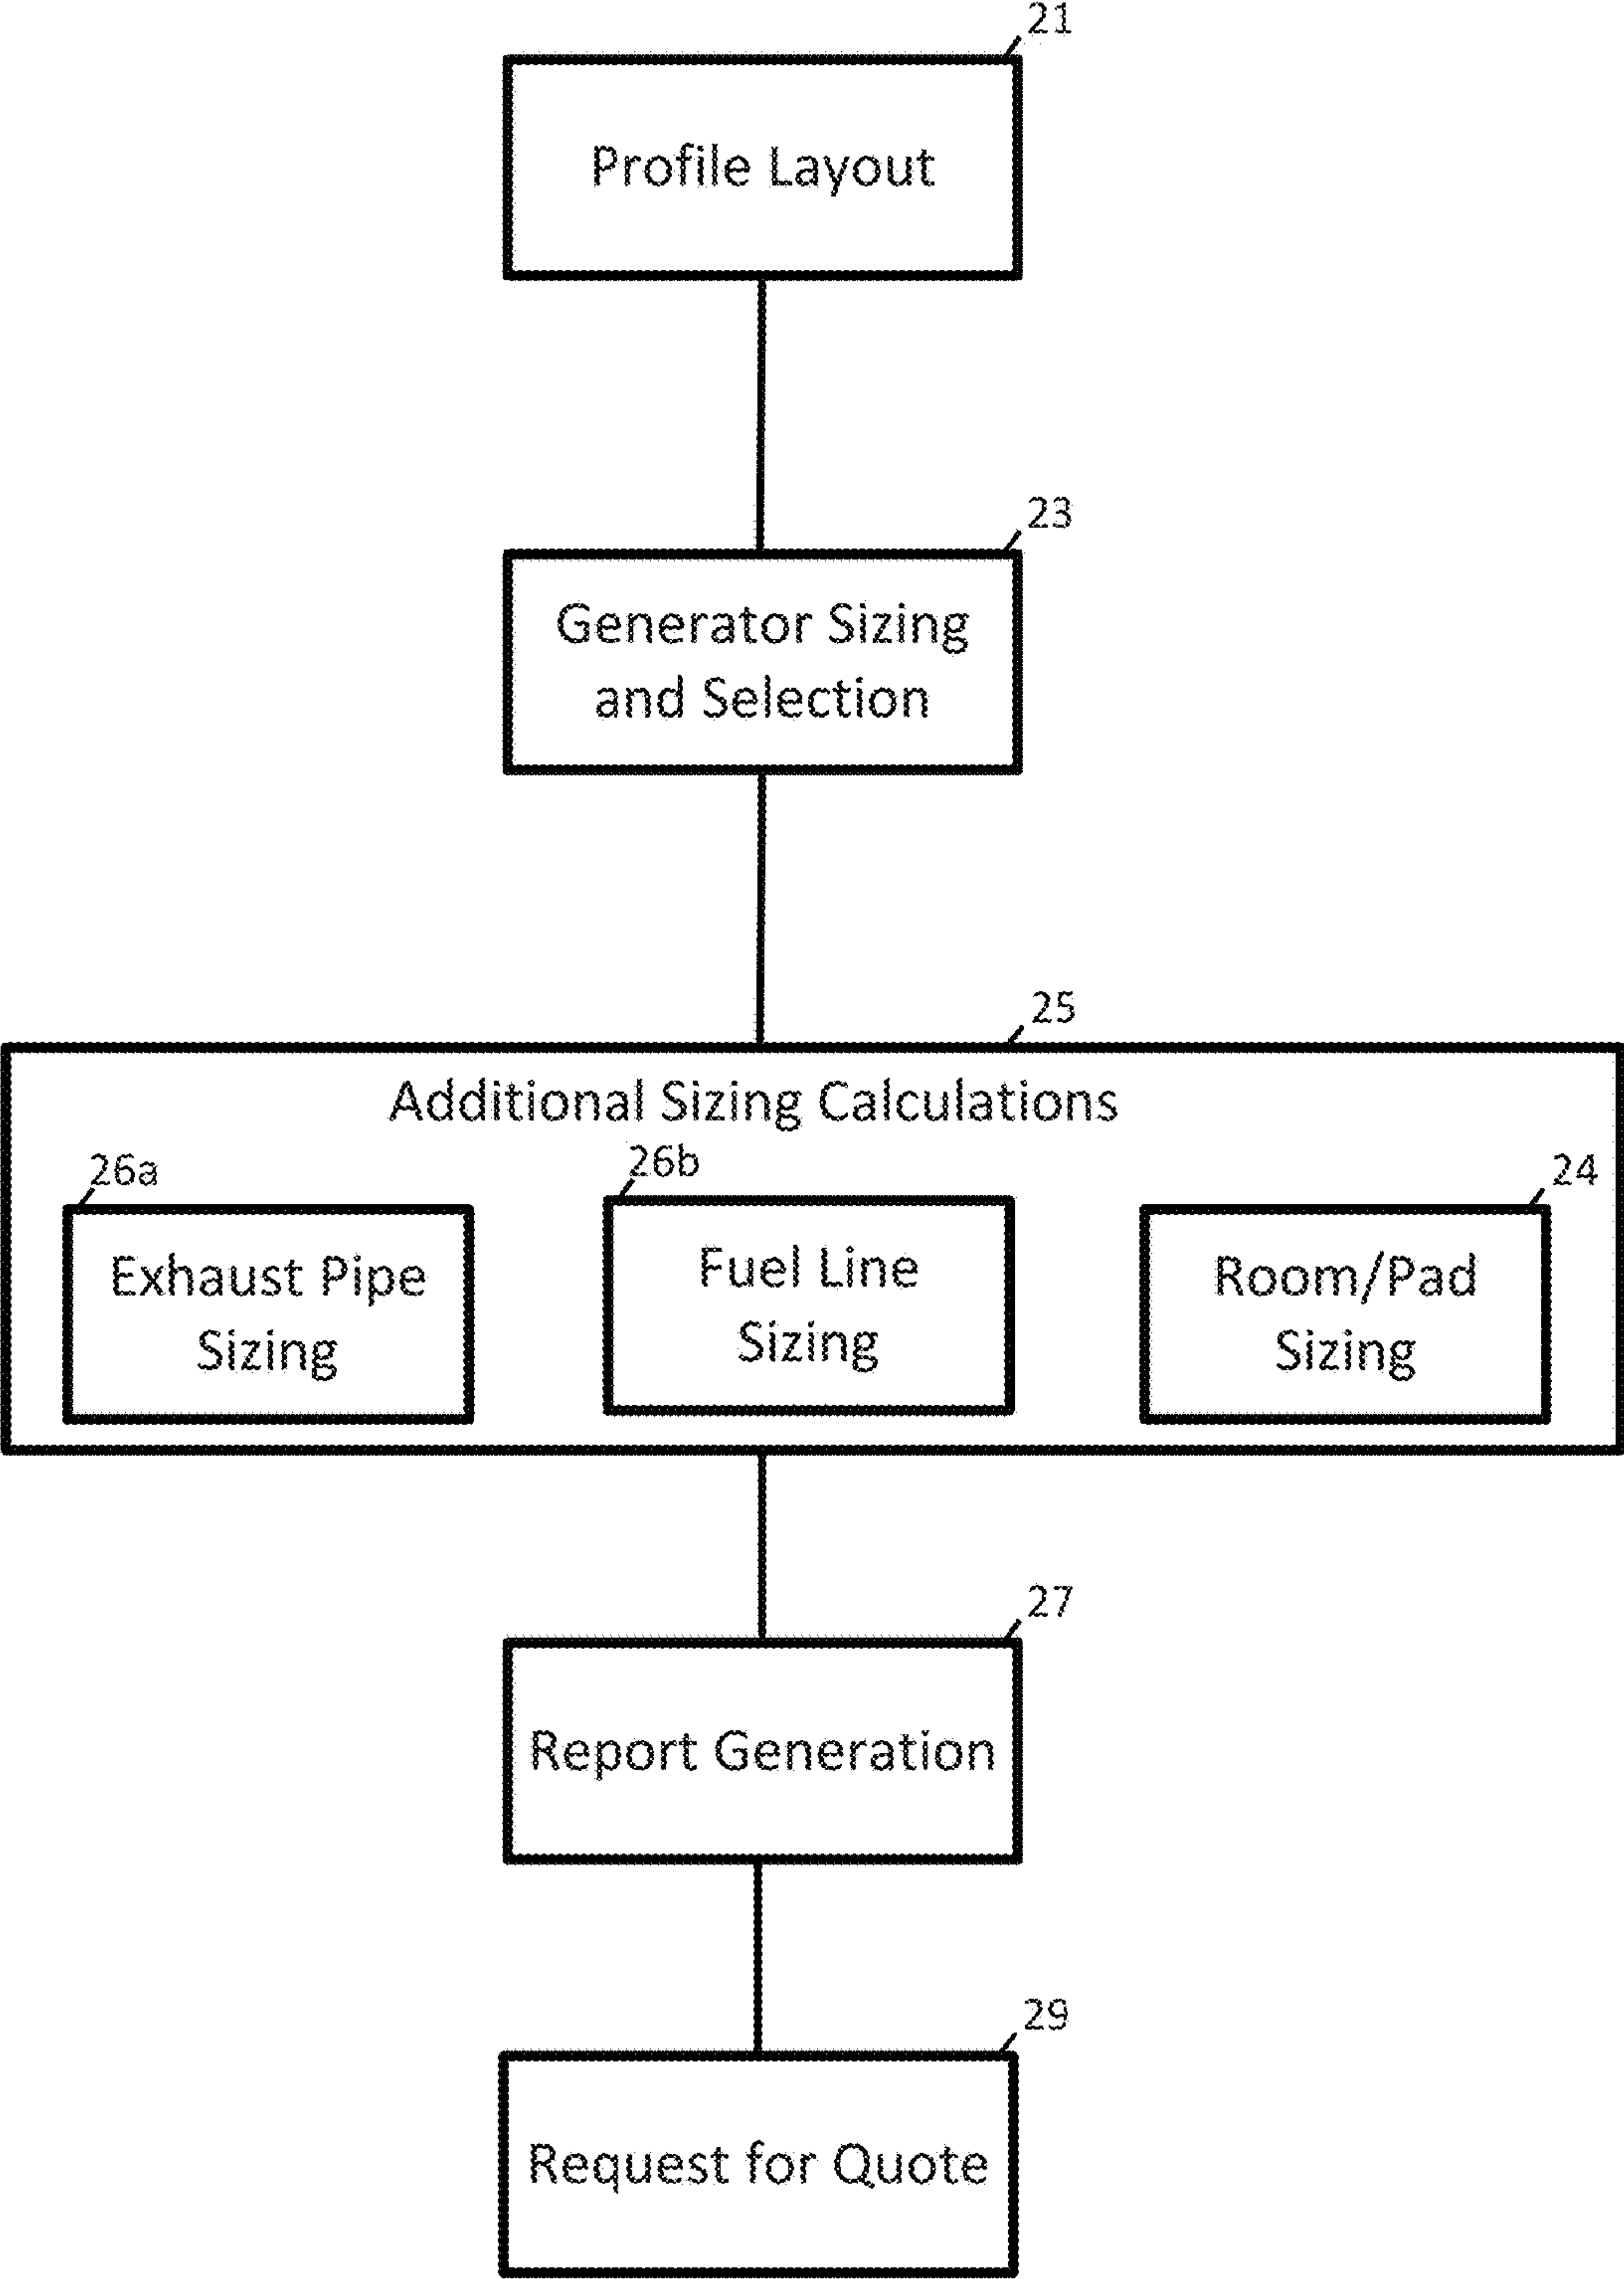 21
Profile Layout
23
Generator Sizing
and Selection
25
Additional Sizing Calculations
26a
Exhaust Pipe
Sizing
26b
Fuel Line
Sizing
24
Room/Pad
Sizing
27
Report Generation
29
Request for Quote